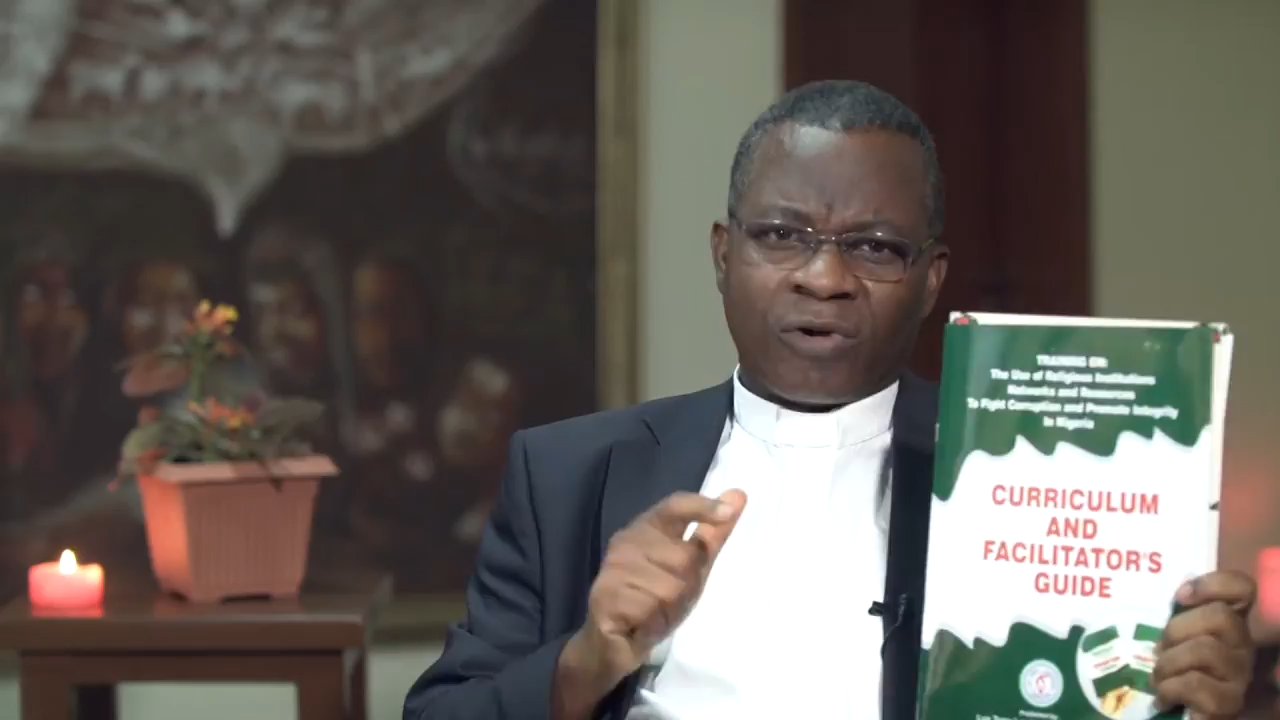 TRAINING ON:
The Use of Religious Institutions
Networks and Resources
To Fight Corruption and Promote Integrity
In Nigeria
CURRICULUM
AND
FACILITATOR'S
GUIDE